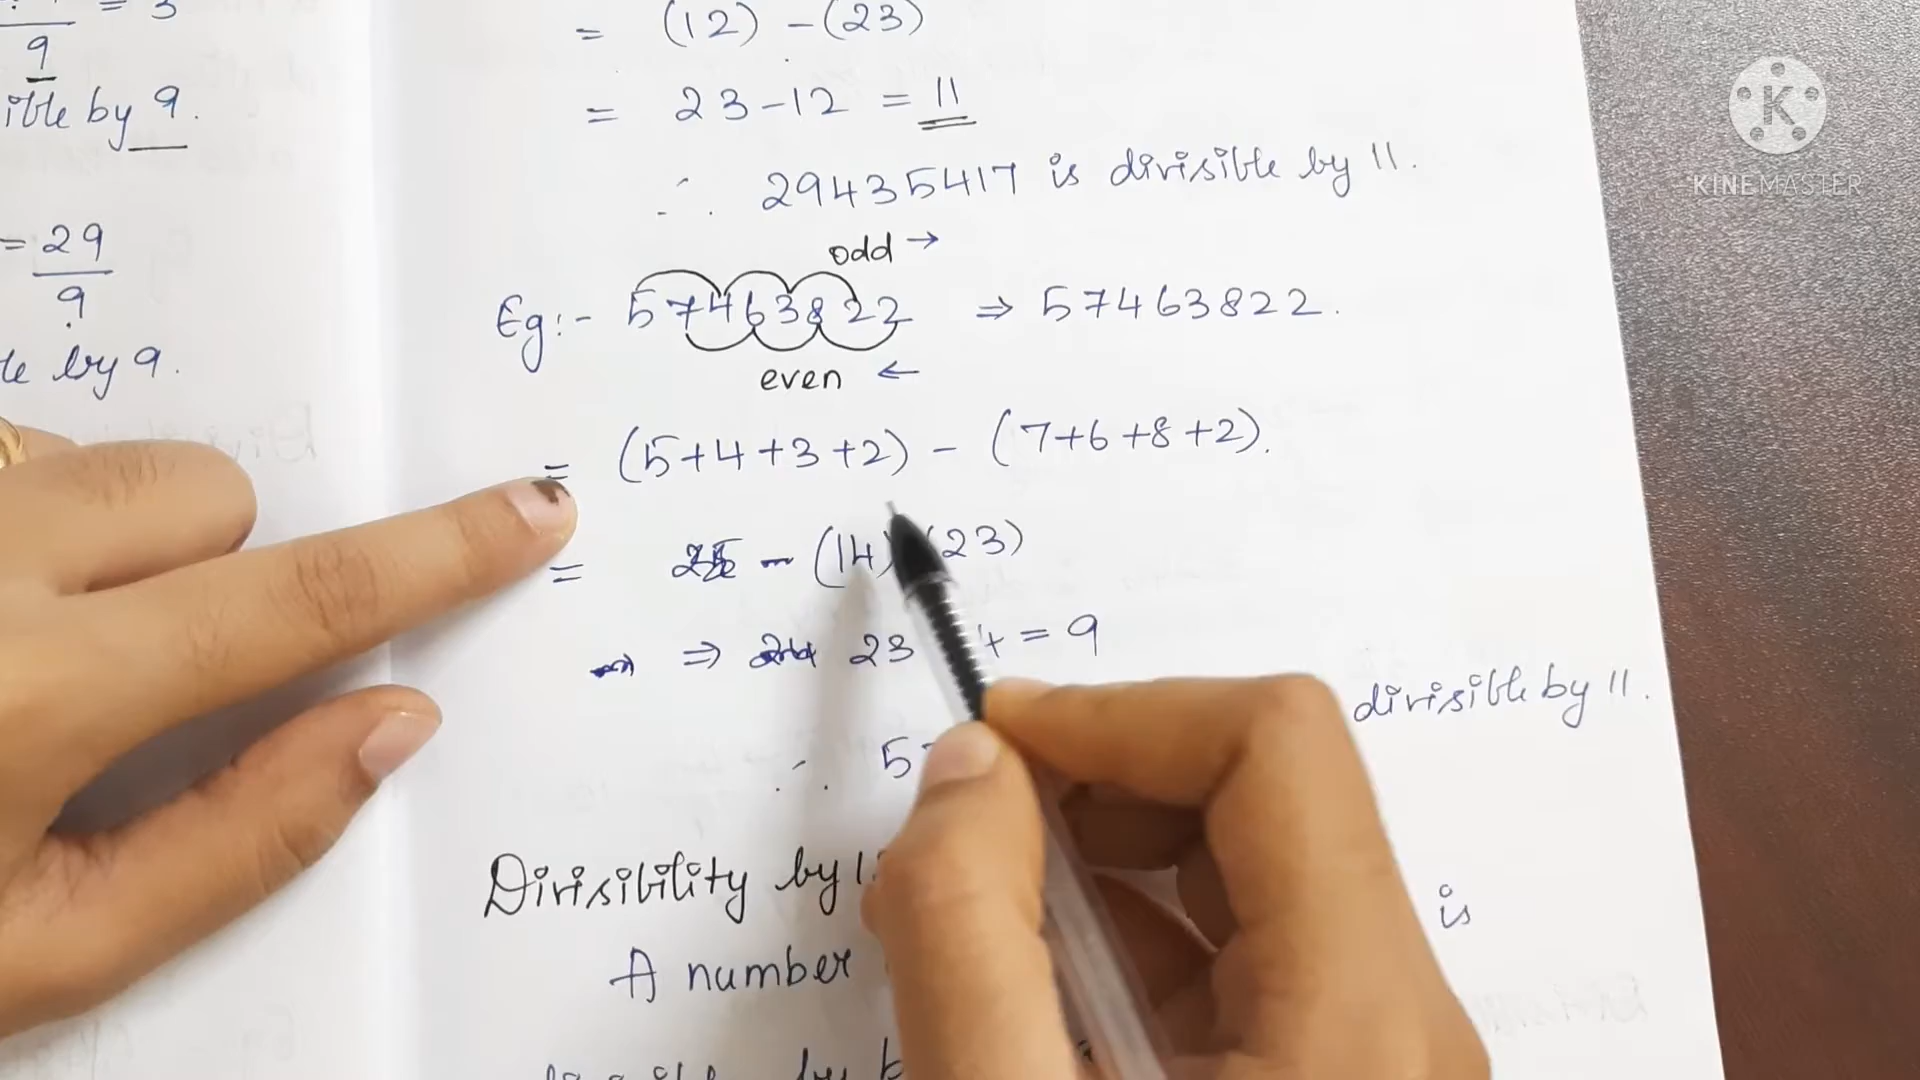 = 3
9
ible by 9.
= 29
9
le by 9.
= (12) - (23)
= 23-12 = 11
∴ 29435417 is divisible by 11.
odd →
Eg:- 57463822 ⇒ 57463822.
even ←
= (5+4+3+2) - (7+6+8+2).
= - (14) (23)
⇒ 23 = 9
divisible by 11.
∴ 5
Divisibility by
is
A number
by
KINEMASTER